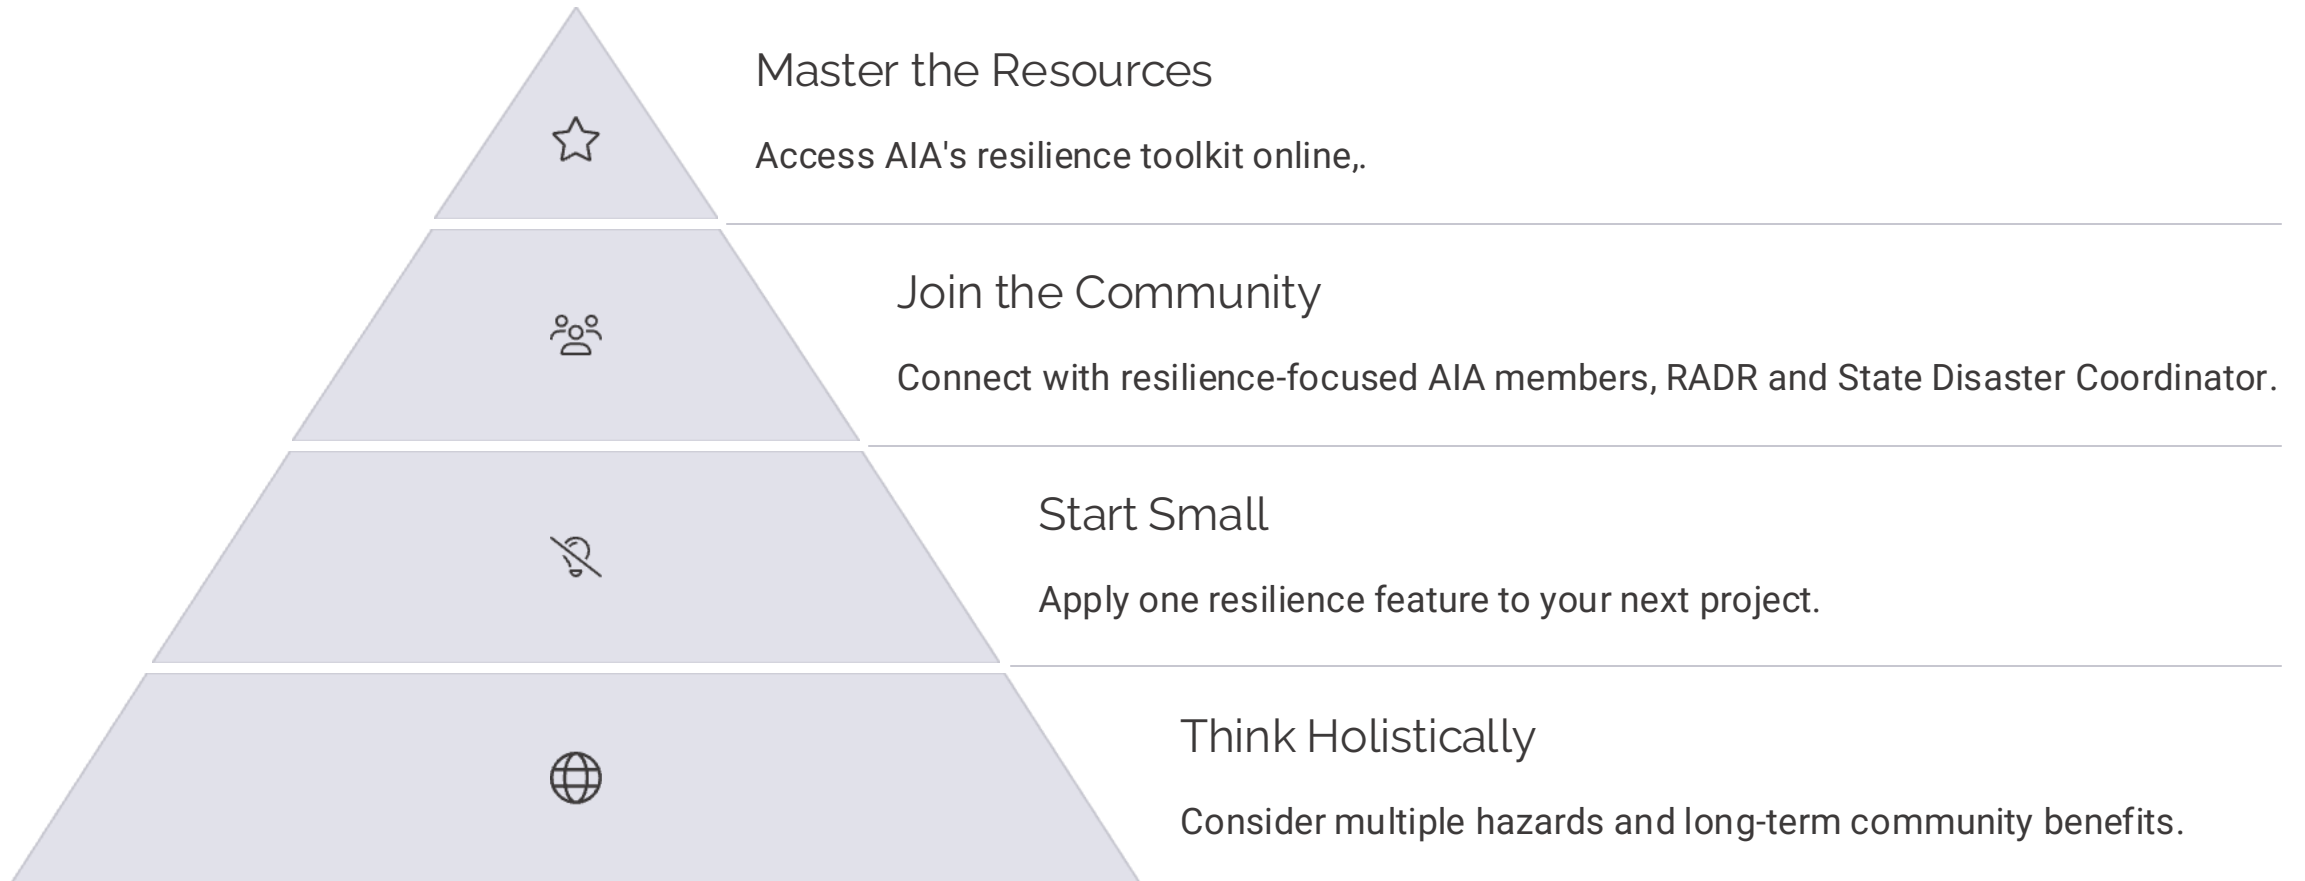 Master the Resources
Access AIA's resilience toolkit online,.
Join the Community
Connect with resilience-focused AIA members, RADR and State Disaster Coordinator.
Start Small
Apply one resilience feature to your next project.
Think Holistically
Consider multiple hazards and long-term community benefits.